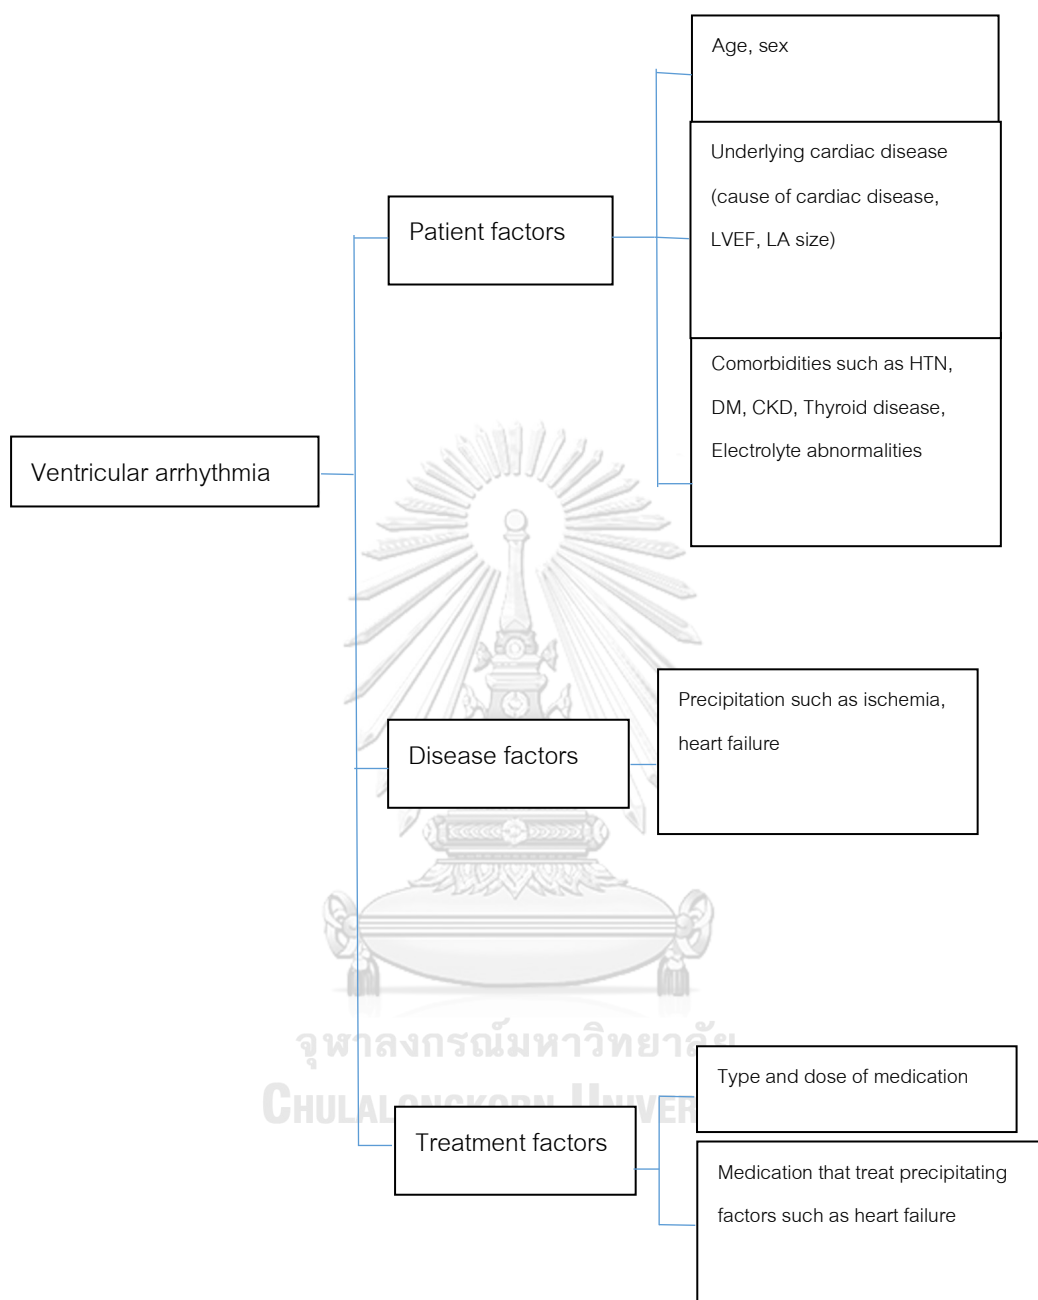 Age, sex
Underlying cardiac disease
(cause of cardiac disease,
LVEF, LA size)
Patient factors
Comorbidities such as HTN,
DM, CKD, Thyroid disease,
Electrolyte abnormalities
Ventricular arrhythmia
Precipitation such as ischemia,
heart failure
Disease factors
จุฬาลงกรณ์มหาวิทยาลัย
CHULALONGKORN UNIVER
Type and dose of medication
Treatment factors
Medication that treat precipitating
factors such as heart failure